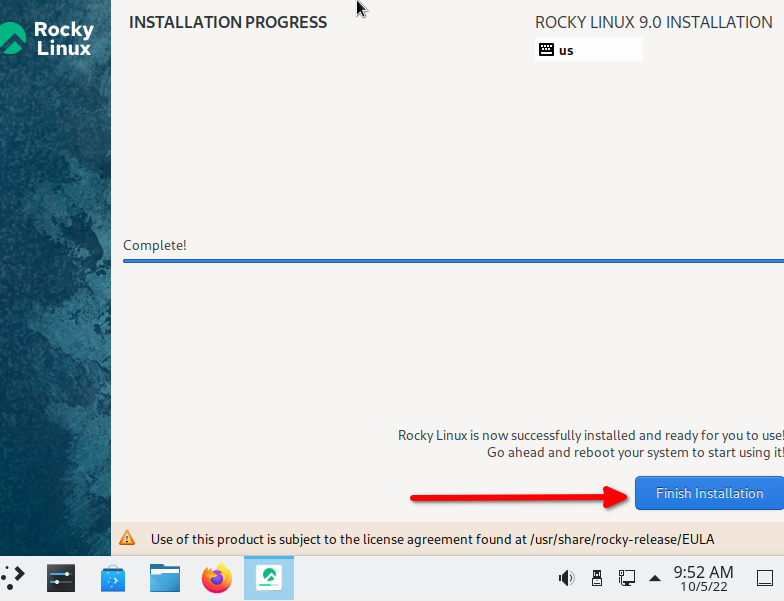 Rocky
Linux
INSTALLATION PROGRESS
ROCKY LINUX 9.0 INSTALLATION
us
Complete!
Rocky Linux is now successfully installed and ready for you to use!
Go ahead and reboot your system to start using it!
Finish Installation
Use of this product is subject to the license agreement found at /usr/share/rocky-release/EULA
9:52 AM
10/5/22